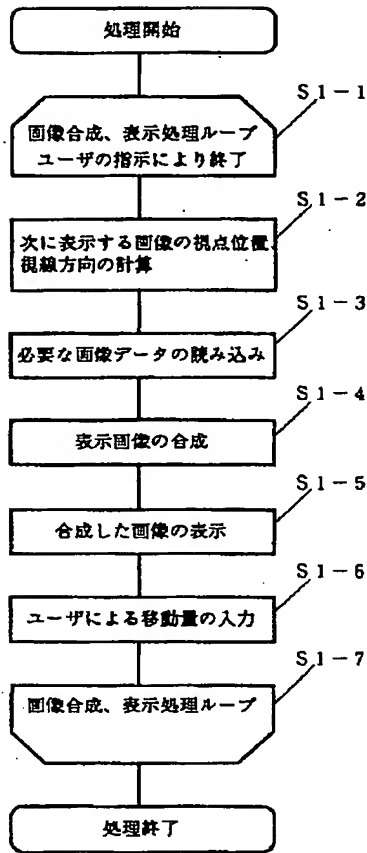 処理開始
S1-1
画像合成、表示処理ループ
ユーザの指示により終了
S1-2
次に表示する画像の視点位置、
視線方向の計算
S1-3
必要な画像データの読み込み
S1-4
表示画像の合成
S1-5
合成した画像の表示
S1-6
ユーザによる移動量の入力
S1-7
画像合成、表示処理ループ
処理終了